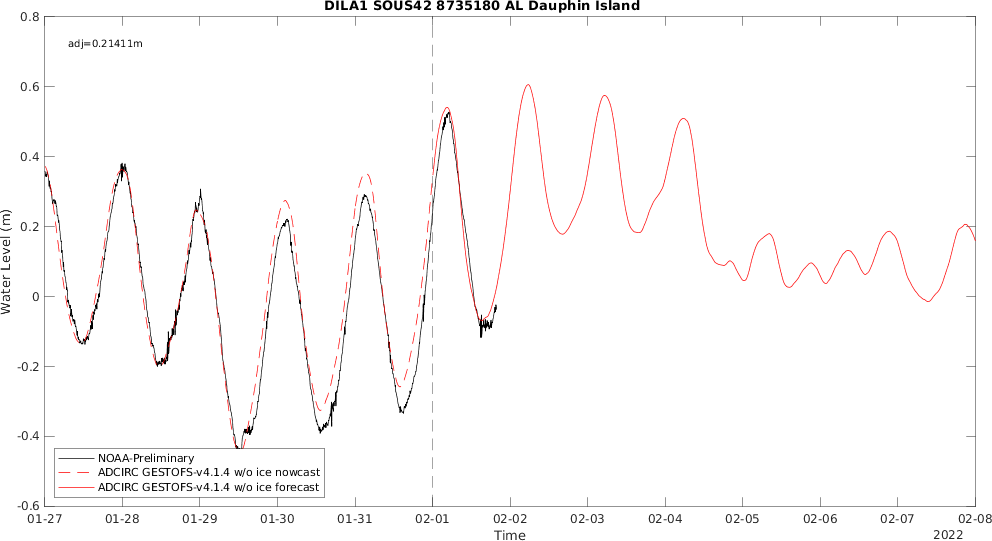 DILA1 SOUS42 8735180 AL Dauphin Island
adj=0.21411m
0.8
0.6
0.4
0.2
0
-0.2
-0.4
-0.6
Water Level (m)
NOAA-Preliminary
ADCIRC GESTOFS-v4.1.4 w/o ice nowcast
ADCIRC GESTOFS-v4.1.4 w/o ice forecast
01-27 01-28 01-29 01-30 01-31 02-01 02-02 02-03 02-04 02-05 02-06 02-07 02-08
Time
2022